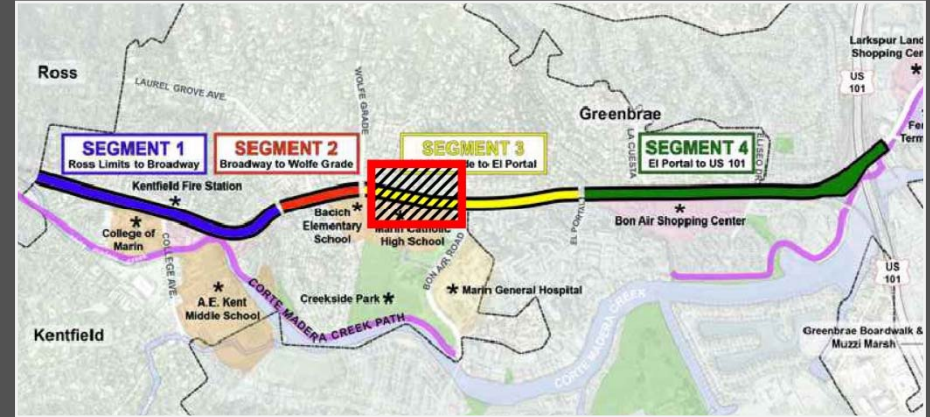 Ross
LAUREL GROVE AVE.
WOLFE GRADE
Greenbrae
LA CUESTA
ELISEO DR
US
101
Larkspur Land
Shopping Cen
SEGMENT 1
Ross Limits to Broadway
SEGMENT 2
Broadway to Wolfe Grade
SEGMENT 3
de to El Portal
SEGMENT 4
El Portal to US 101
Fer
Term
Kentfield Fire Station
College of
Marin
COLLEGE AVE.
Bacich
Elementary
School
Marin Catholic
High School
BON AIR ROAD
EL PORTAL
Bon Air Shopping Center
A.E. Kent
Middle School
CORTE MADERA CREEK PATH
Creekside Park
Marin General Hospital
CORTE MADERA CREEK
US
101
Kentfield
Greenbrae Boardwalk &
Muzzi Marsh